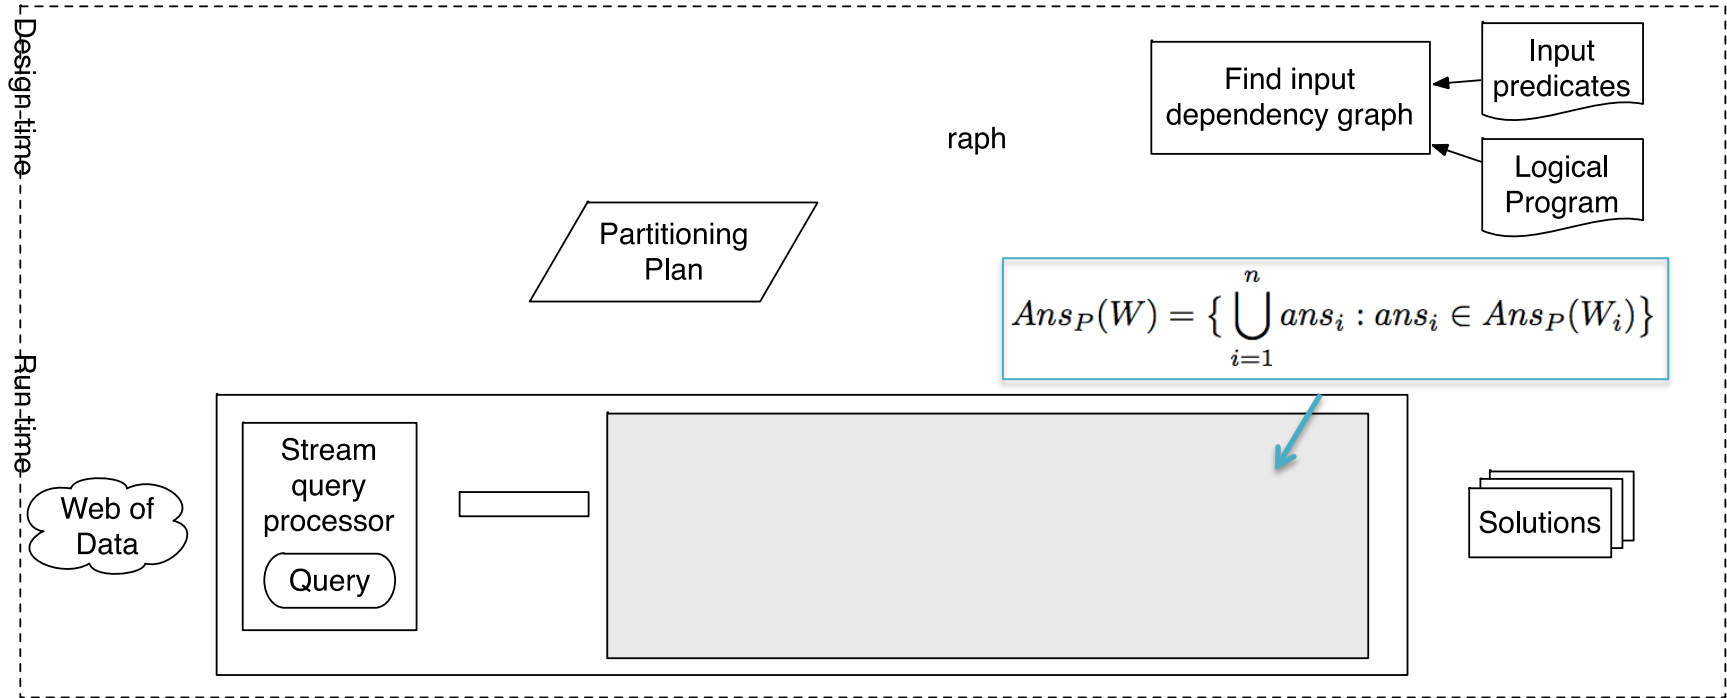 Design-time
Find input
dependency graph
Input
predicates
raph
Logical
Program
Partitioning
Plan
Ans_P(W) = { ⋃_{i=1}^{n} ans_i : ans_i ∈ Ans_P(W_i)}
Run-time
Stream
query
processor
Query
Web of
Data
Solutions